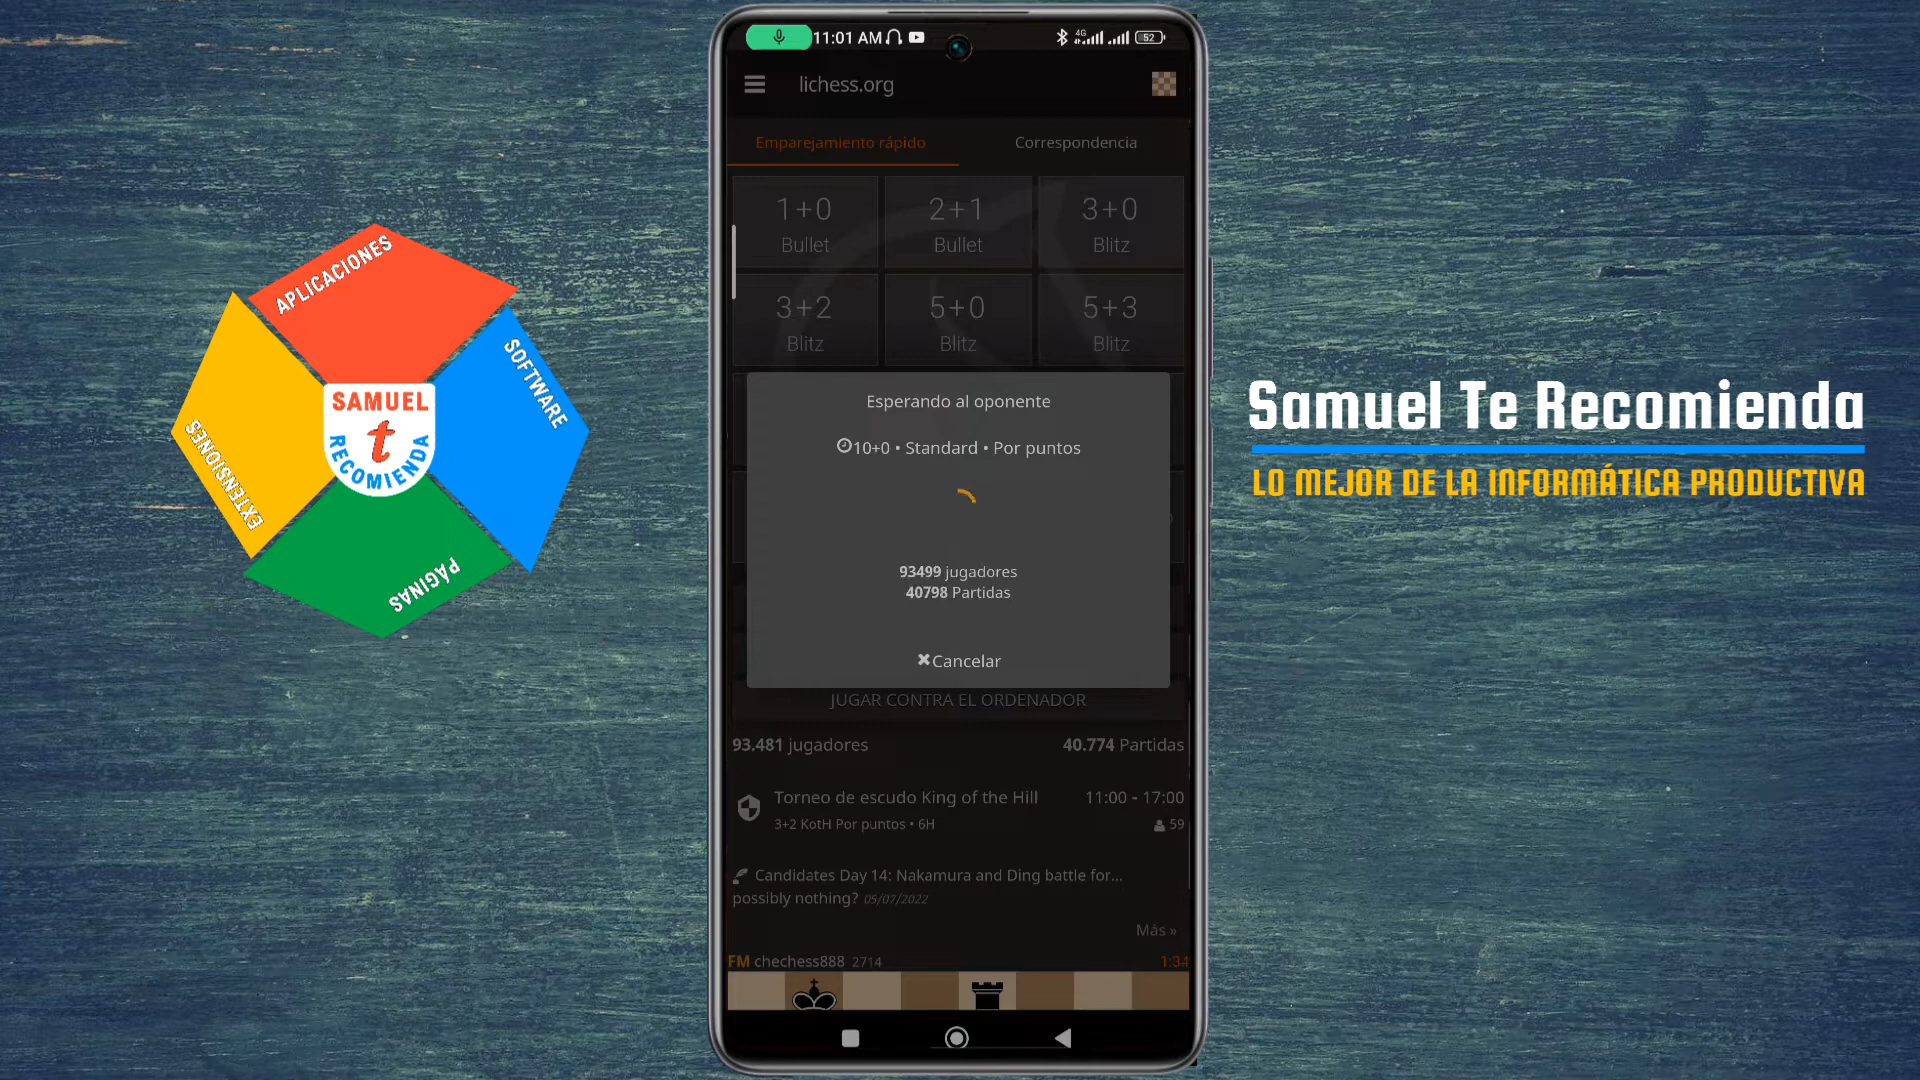 APLICACIONES
SOFTWARE
EXTENSIONES
PÁGINAS
SAMUEL
t
RECOMIENDA
11:01 AM
4G
52
lichess.org
Emparejamiento rápido
Correspondencia
1+0
Bullet
2+1
Bullet
3+0
Blitz
3+2
Blitz
5+0
Blitz
5+3
Blitz
Esperando al oponente
10+0 • Standard • Por puntos
93499 jugadores
40798 Partidas
Cancelar
JUGAR CONTRA EL ORDENADOR
93.481 jugadores
40.774 Partidas
Torneo de escudo King of the Hill
11:00 - 17:00
3+2 KotH Por puntos • 6H
59
Candidates Day 14: Nakamura and Ding battle for...
possibly nothing? 05/07/2022
Más »
FM chechess888 2714
1:34
Samuel Te Recomienda
LO MEJOR DE LA INFORMÁTICA PRODUCTIVA